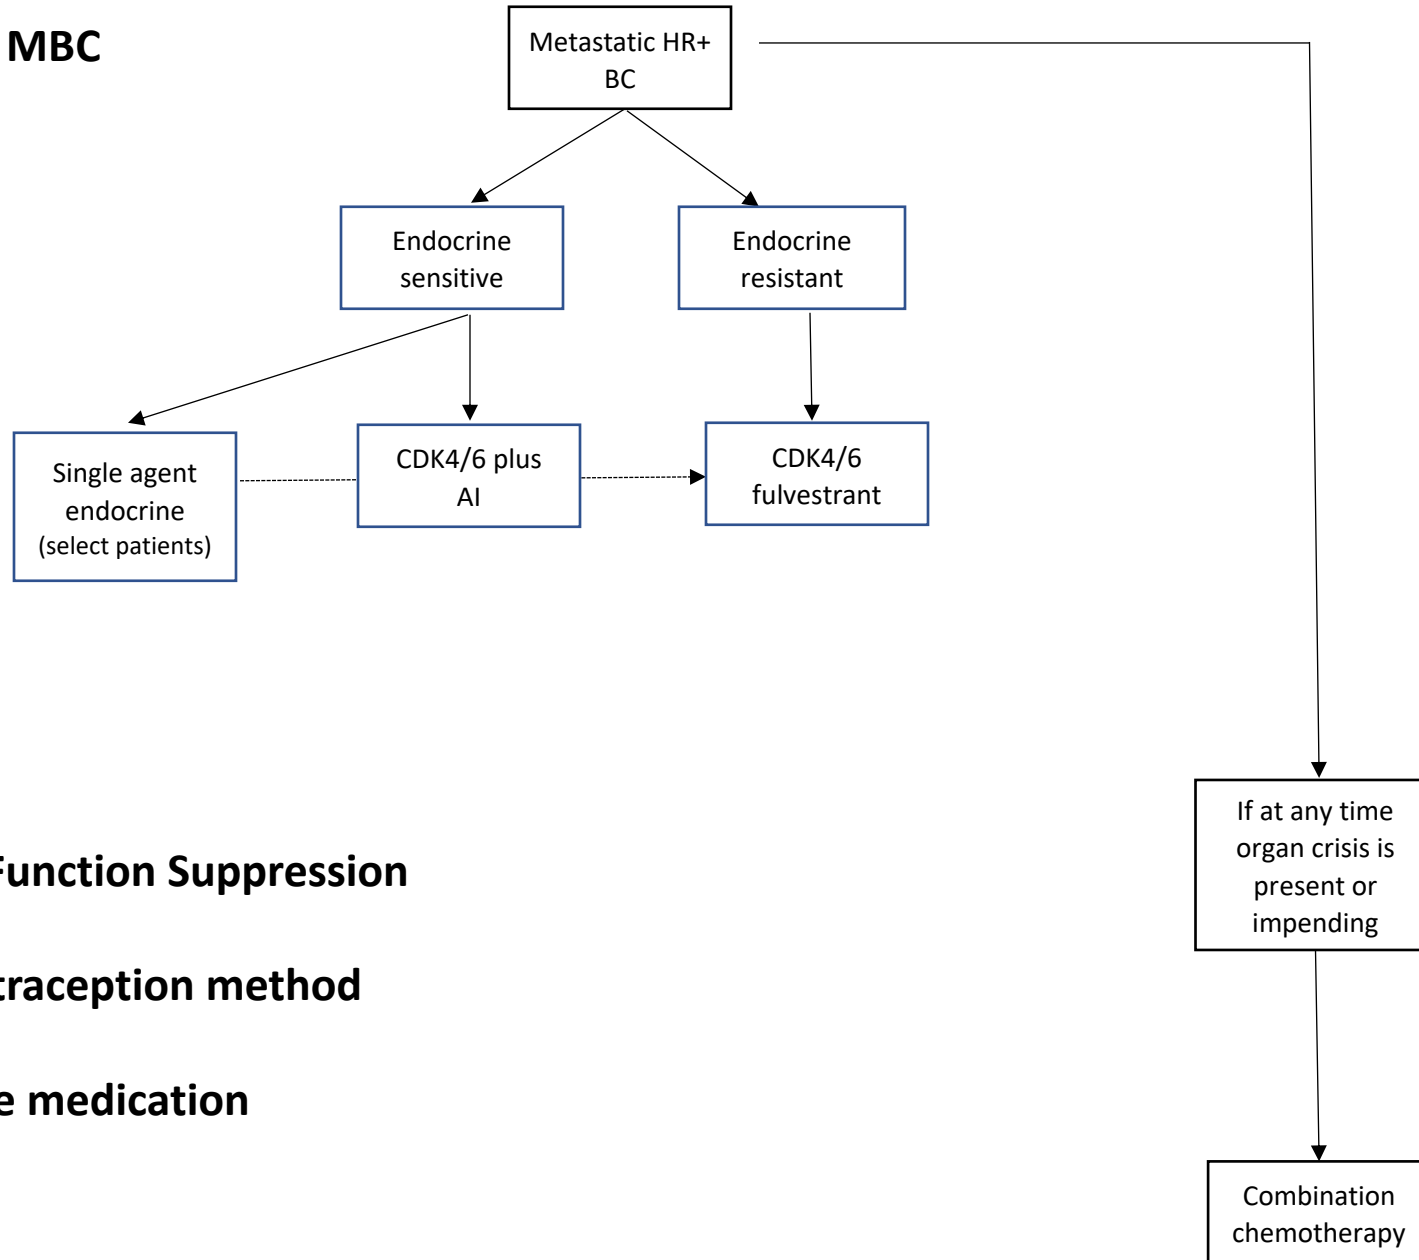 MBC
Metastatic HR+
BC
Endocrine
sensitive
Endocrine
resistant
Single agent
endocrine
(select patients)
CDK4/6 plus
AI
CDK4/6
fulvestrant
If at any time
organ crisis is
present or
impending
Function Suppression
traception method
e medication
Combination
chemotherapy